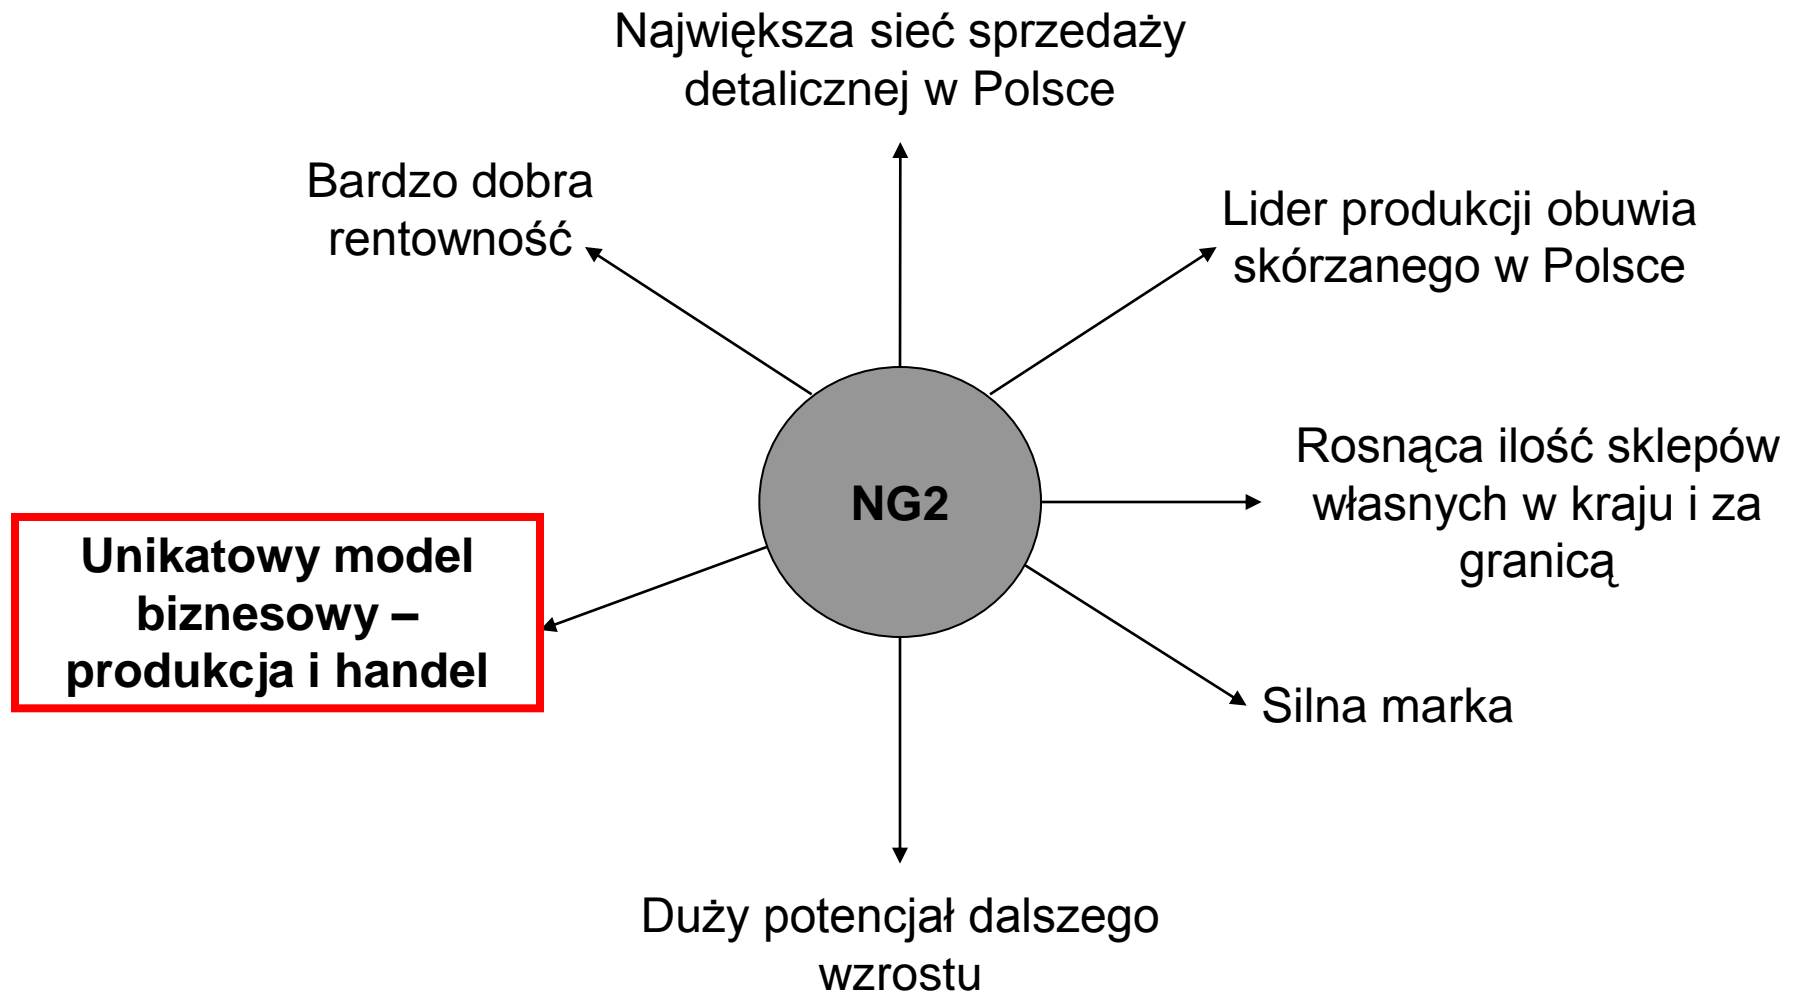 Największa sieć sprzedaży
detalicznej w Polsce
Bardzo dobra
rentowność
Lider produkcji obuwia
skórzanego w Polsce
NG2
Rosnąca ilość sklepów
własnych w kraju i za
granicą
Unikatowy model
biznesowy –
produkcja i handel
Silna marka
Duży potencjał dalszego
wzrostu